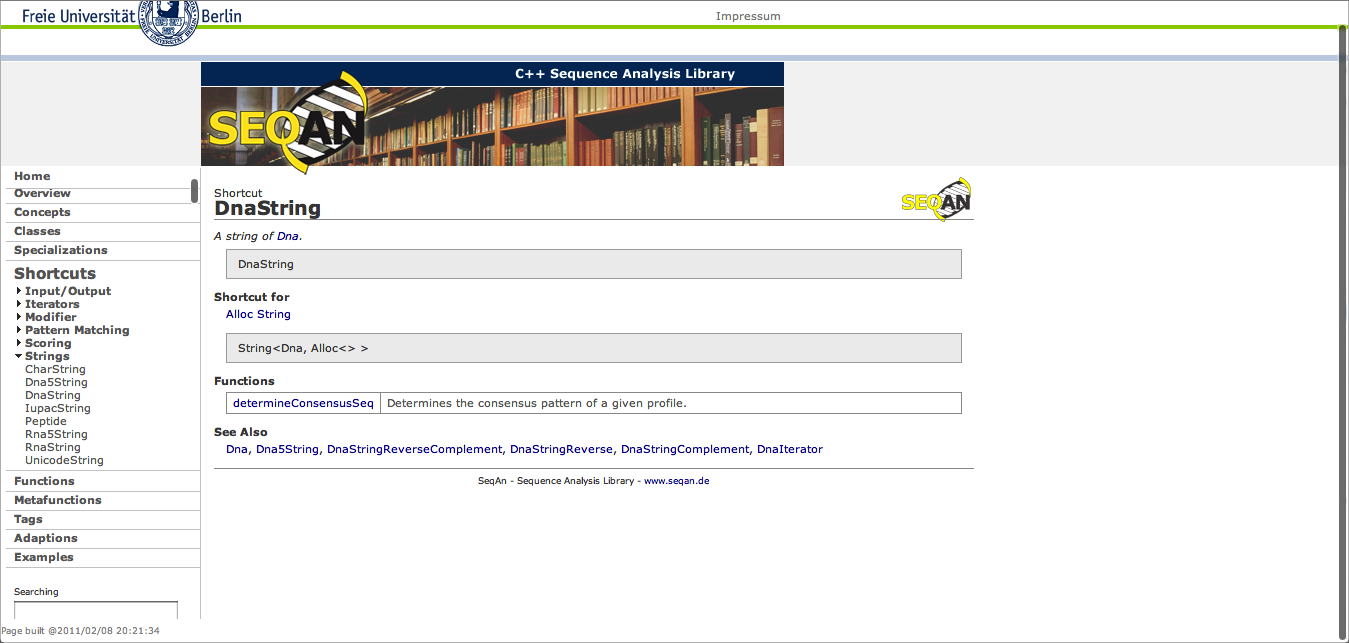 Freie Universität Berlin
Impressum
C++ Sequence Analysis Library
SEQAN
Home
Overview
Concepts
Classes
Specializations
Shortcuts
Input/Output
Iterators
Modifier
Pattern Matching
Scoring
Strings
CharString
Dna5String
DnaString
IupacString
Peptide
Rna5String
RnaString
UnicodeString
Functions
Metafunctions
Tags
Adaptions
Examples
Searching
Page built @2011/02/08 20:21:34
Shortcut
DnaString
SEQAN
A string of Dna.
DnaString
Shortcut for
Alloc String
String<Dna, Alloc<> >
Functions
determineConsensusSeq Determines the consensus pattern of a given profile.
See Also
Dna, Dna5String, DnaStringReverseComplement, DnaStringReverse, DnaStringComplement, DnaIterator
SeqAn - Sequence Analysis Library - www.seqan.de